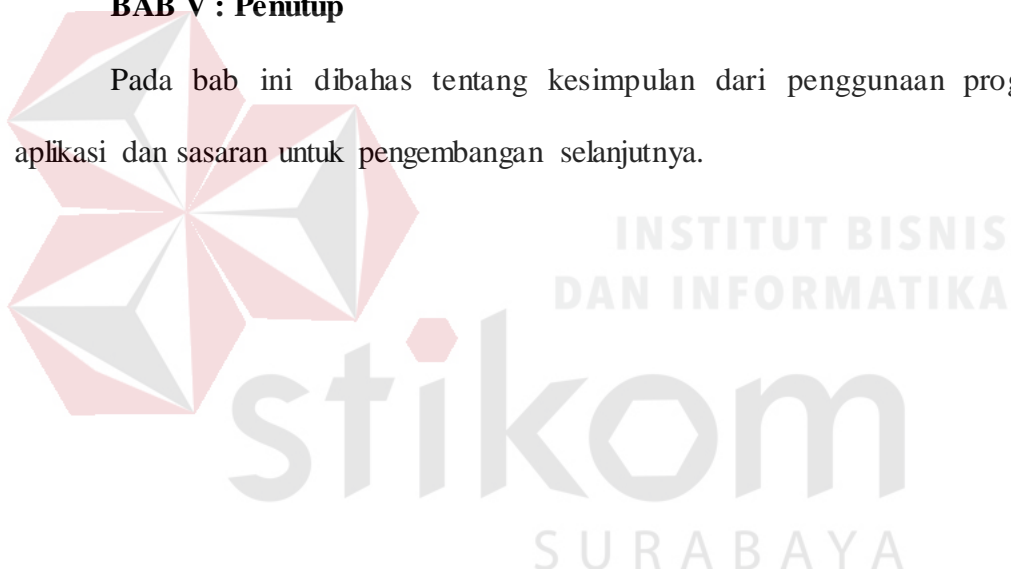 BAB V : Penutup
Pada bab ini dibahas tentang kesimpulan dari penggunaan prog
aplikasi dan sasaran untuk pengembangan selanjutnya.
INSTITUT BISNIS
DAN INFORMATIKA
stikom
SURABAYA